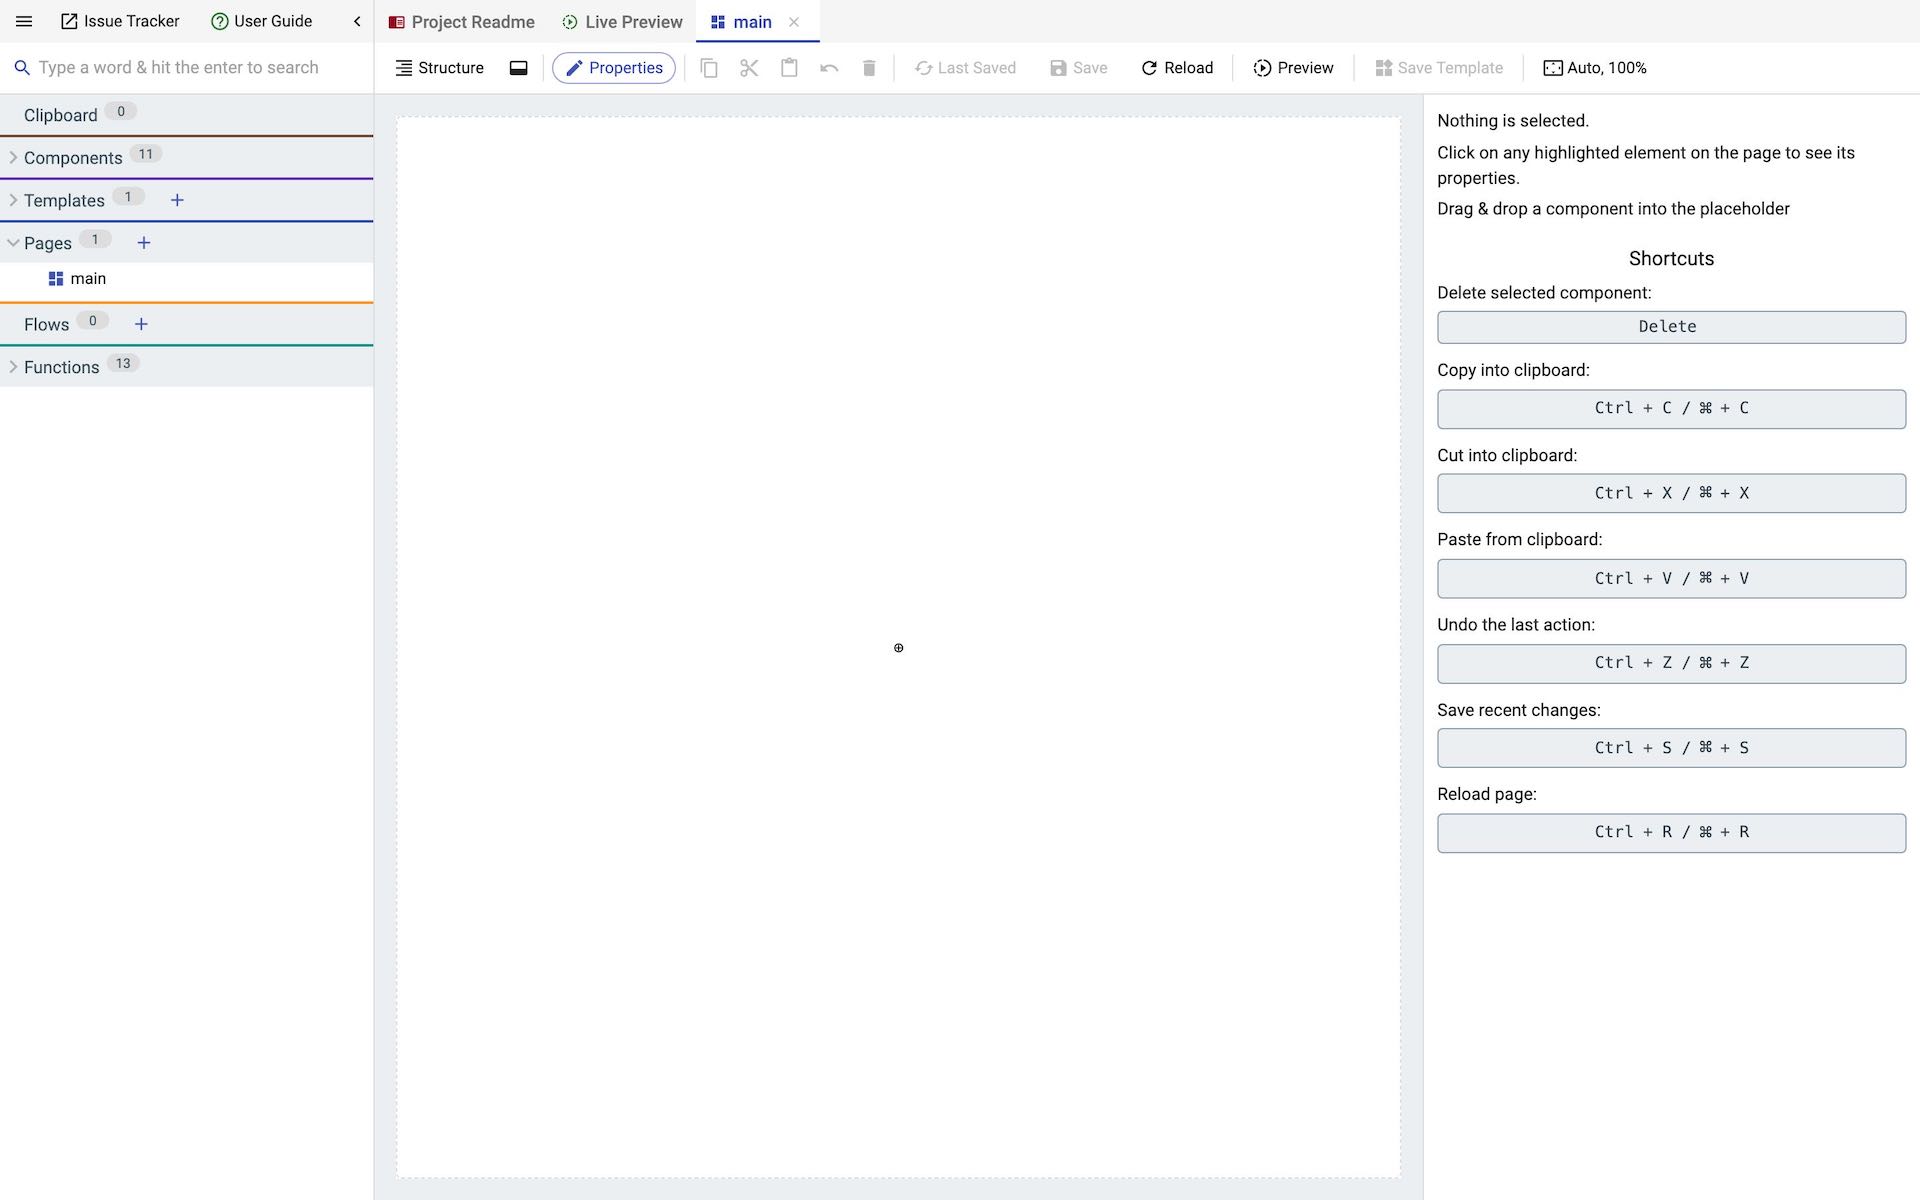 Issue Tracker
User Guide
Project Readme
Live Preview
main
Type a word & hit the enter to search
Structure
Properties
Last Saved
Save
Reload
Preview
Save Template
Auto, 100%
Clipboard 0
Components 11
Templates 1
Pages 1
main
Flows 0
Functions 13
Nothing is selected.
Click on any highlighted element on the page to see its
properties.
Drag & drop a component into the placeholder
Shortcuts
Delete selected component:
Delete
Copy into clipboard:
Ctrl + C / ⌘ + C
Cut into clipboard:
Ctrl + X / ⌘ + X
Paste from clipboard:
Ctrl + V / ⌘ + V
Undo the last action:
Ctrl + Z / ⌘ + Z
Save recent changes:
Ctrl + S / ⌘ + S
Reload page:
Ctrl + R / ⌘ + R